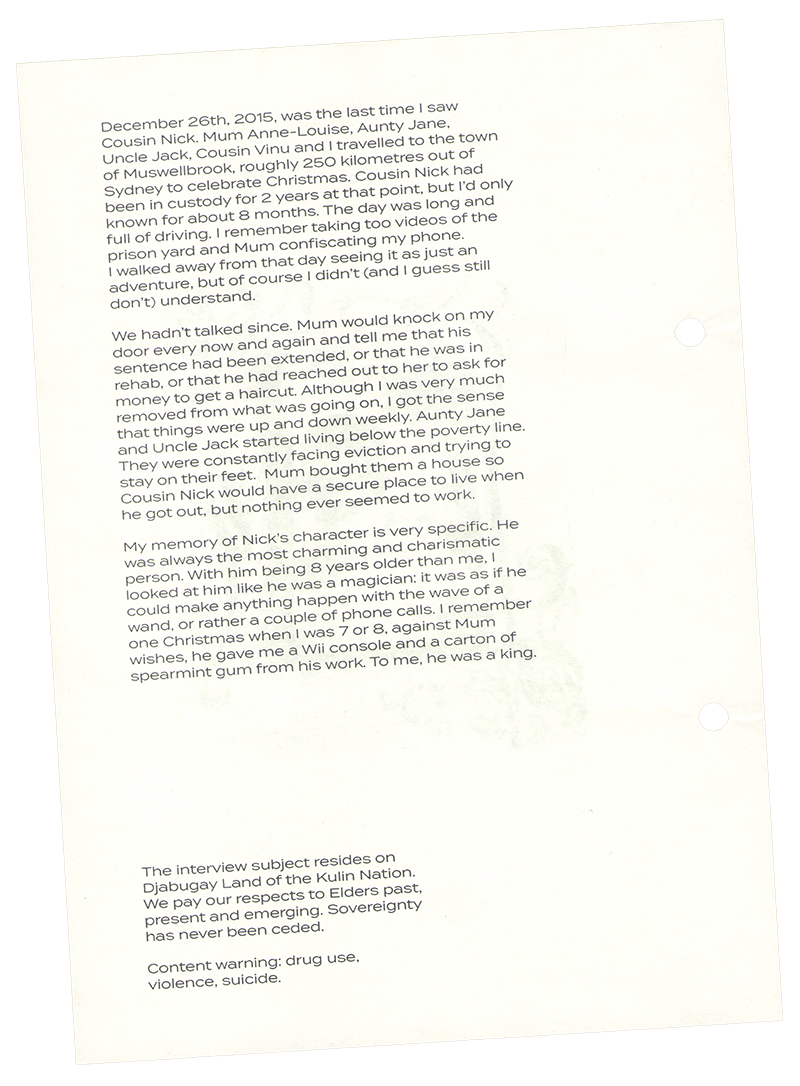 December 26th, 2015, was the last time I saw
Cousin Nick. Mum Anne-Louise, Aunty Jane,
Uncle Jack, Cousin Vinu and I travelled to the town
of Muswellbrook, roughly 250 kilometres out of
Sydney to celebrate Christmas. Cousin Nick had
been in custody for 2 years at that point, but I'd only
known for about 8 months. The day was long and
full of driving. I remember taking too videos of the
prison yard and Mum confiscating my phone.
I walked away from that day seeing it as just an
adventure, but of course I didn't (and I guess still
don't) understand.
We hadn't talked since. Mum would knock on my
door every now and again and tell me that his
sentence had been extended, or that he was in
rehab, or that he had reached out to her to ask for
money to get a haircut. Although I was very much
removed from what was going on, I got the sense
that things were up and down weekly. Aunty Jane
and Uncle Jack started living below the poverty line.
They were constantly facing eviction and trying to
stay on their feet.  Mum bought them a house so
Cousin Nick would have a secure place to live when
he got out, but nothing ever seemed to work.
My memory of Nick's character is very specific. He
was always the most charming and charismatic
person. With him being 8 years older than me, I
looked at him like he was a magician: it was as if he
could make anything happen with the wave of a
wand, or rather a couple of phone calls. I remember
one Christmas when I was 7 or 8, against Mum
wishes, he gave me a Wii console and a carton of
spearmint gum from his work. To me, he was a king.
The interview subject resides on
Djabugay Land of the Kulin Nation.
We pay our respects to Elders past,
present and emerging. Sovereignty
has never been ceded.
Content warning: drug use,
violence, suicide.